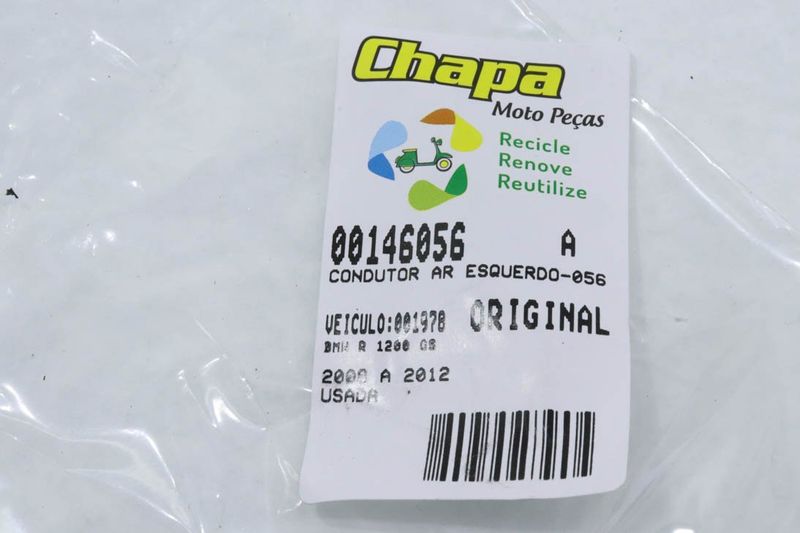 Chapa
Moto Peças
Recicle
Renove
Reutilize
00146056 A
CONDUTOR AR ESQUERDO-056
VEICULO:001978 ORIGINAL
BMW R 1200 GS
2008 A 2012
USADA